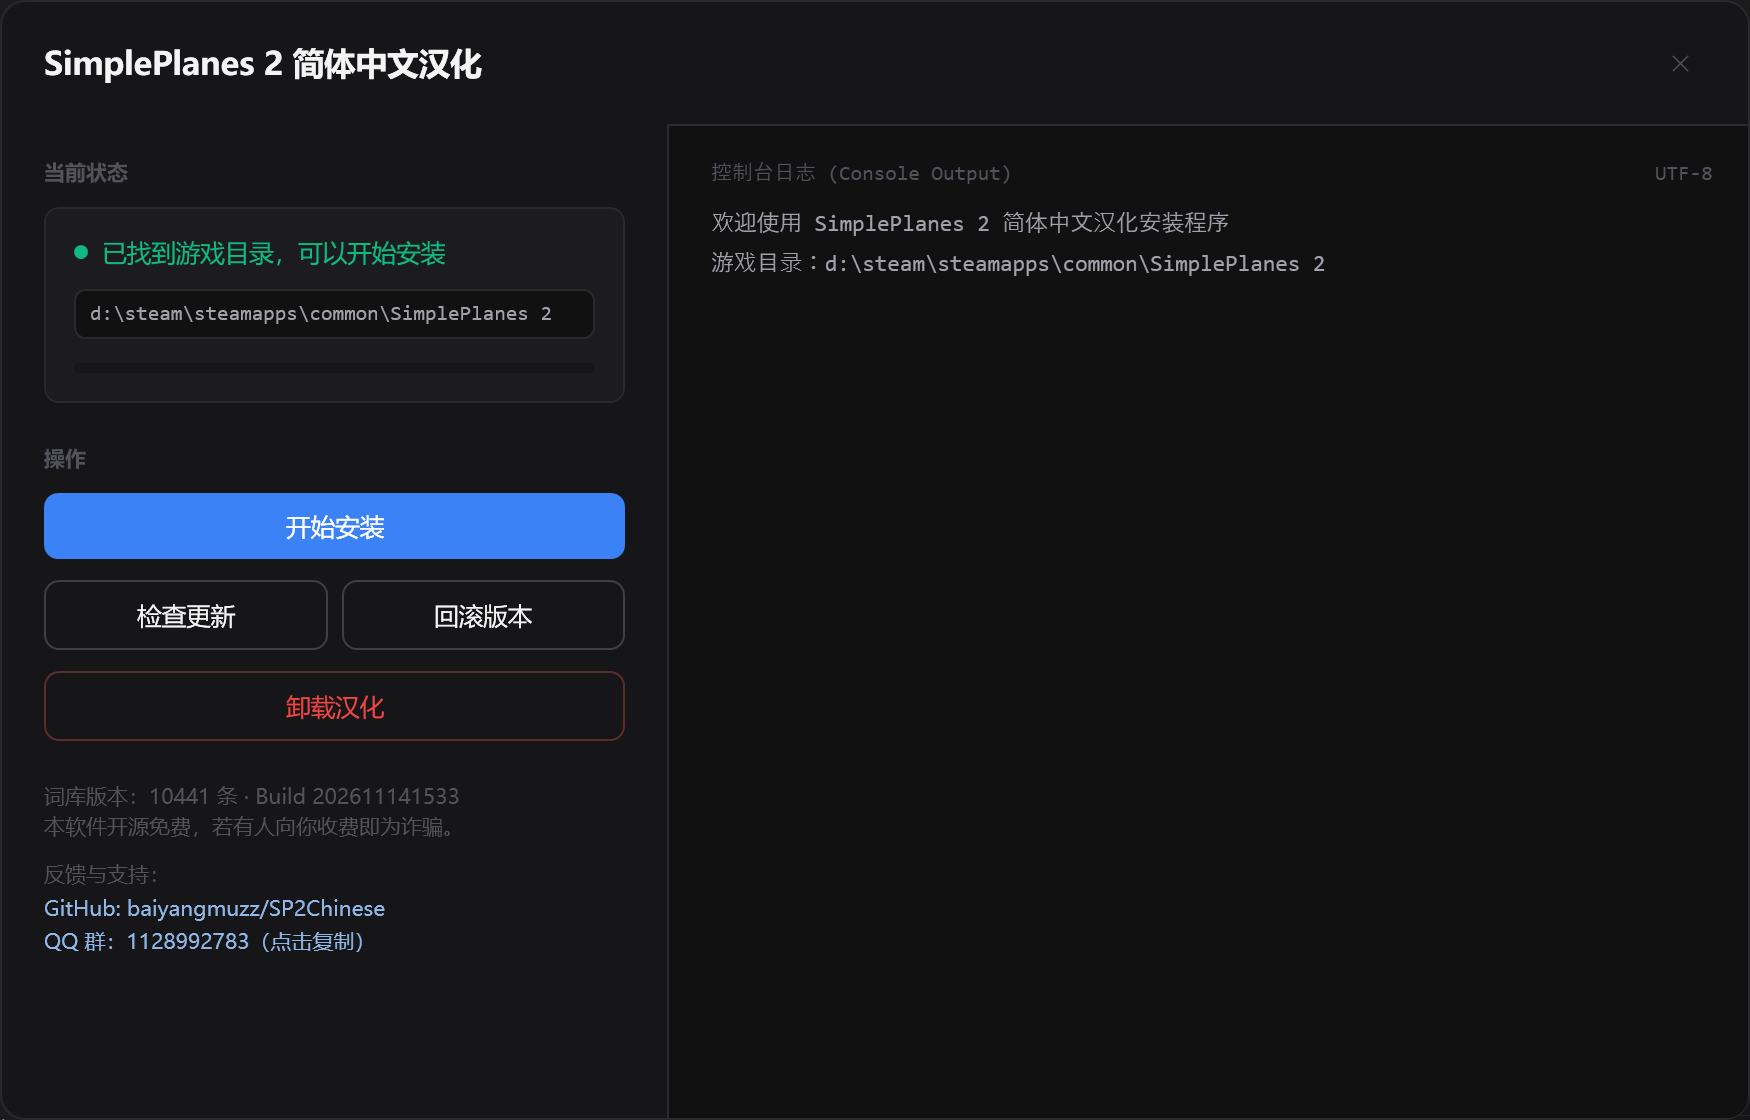 SimplePlanes 2 简体中文汉化
当前状态
已找到游戏目录，可以开始安装
d:\steam\steamapps\common\SimplePlanes 2
操作
开始安装
检查更新
回滚版本
卸载汉化
词库版本：10441 条 · Build 202611141533
本软件开源免费，若有人向你收费即为诈骗。
反馈与支持：
GitHub: baiyangmuzz/SP2Chinese
QQ 群：1128992783（点击复制）
控制台日志 (Console Output)
UTF-8
欢迎使用 SimplePlanes 2 简体中文汉化安装程序
游戏目录：d:\steam\steamapps\common\SimplePlanes 2